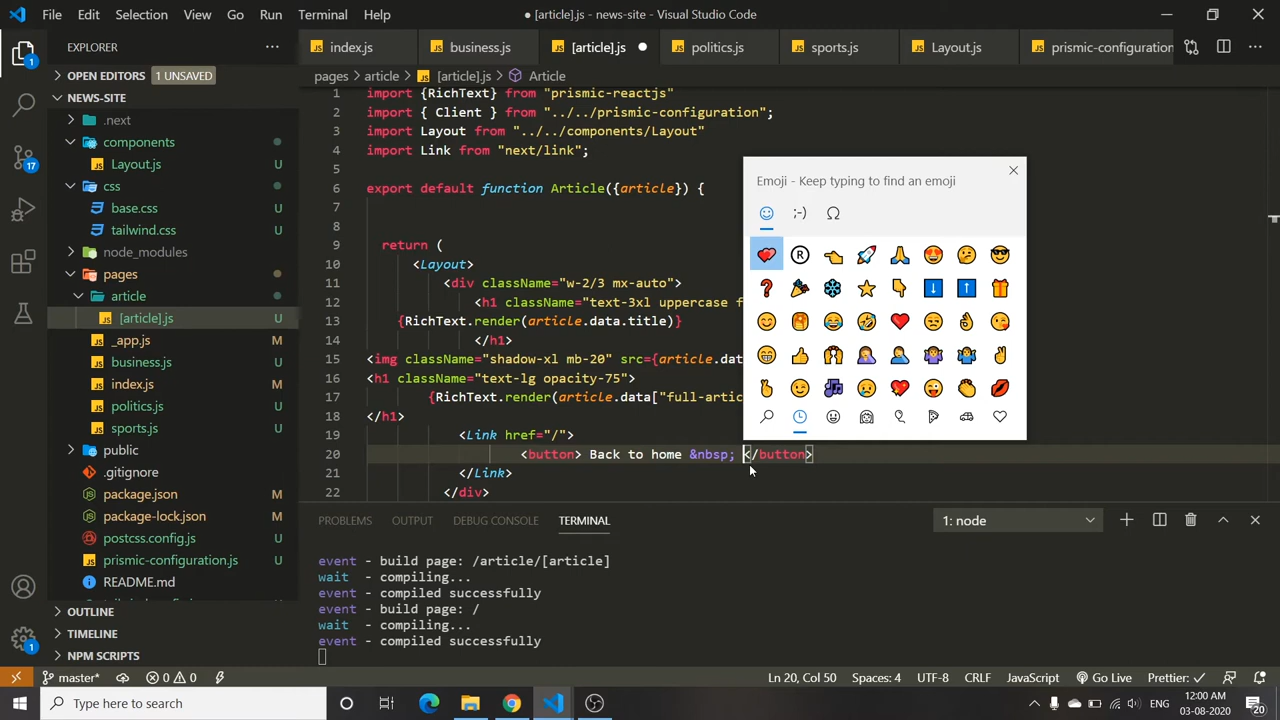 File Edit Selection View Go Run Terminal Help
[article].js - news-site - Visual Studio Code
EXPLORER
index.js
business.js
[article].js
politics.js
sports.js
Layout.js
prismic-configuration
OPEN EDITORS 1 UNSAVED
pages > article > [article].js > Article
NEWS-SITE
.next
components
Layout.js U
css
base.css U
tailwind.css U
node_modules
pages
article
[article].js U
_app.js M
business.js U
index.js M
politics.js U
sports.js U
public
.gitignore
package.json M
package-lock.json M
postcss.config.js U
prismic-configuration.js U
README.md
OUTLINE
TIMELINE
NPM SCRIPTS
1 import {RichText} from "prismic-reactjs"
2 import { Client } from "../../prismic-configuration";
3 import Layout from "../../components/Layout"
4 import Link from "next/link";
5
6 export default function Article({article}) {
7
8
9 return (
10 <Layout>
11 <div className="w-2/3 mx-auto">
12 <h1 className="text-3xl uppercase f
13 {RichText.render(article.data.title)}
14 </h1>
15 <img className="shadow-xl mb-20" src={article.dat
16 <h1 className="text-lg opacity-75">
17 {RichText.render(article.data["full-artic
18 </h1>
19 <Link href="/">
20 <button> Back to home &nbsp; </button>
21 </Link>
22 </div>
Emoji - Keep typing to find an emoji
;-) Ω
PROBLEMS OUTPUT DEBUG CONSOLE TERMINAL
1: node
event - build page: /article/[article]
wait - compiling...
event - compiled successfully
event - build page: /
wait - compiling...
event - compiled successfully
master* 0 0
Ln 20, Col 50 Spaces: 4 UTF-8 CRLF JavaScript Go Live Prettier: ✓
Type here to search
12:00 AM
03-08-2020
20